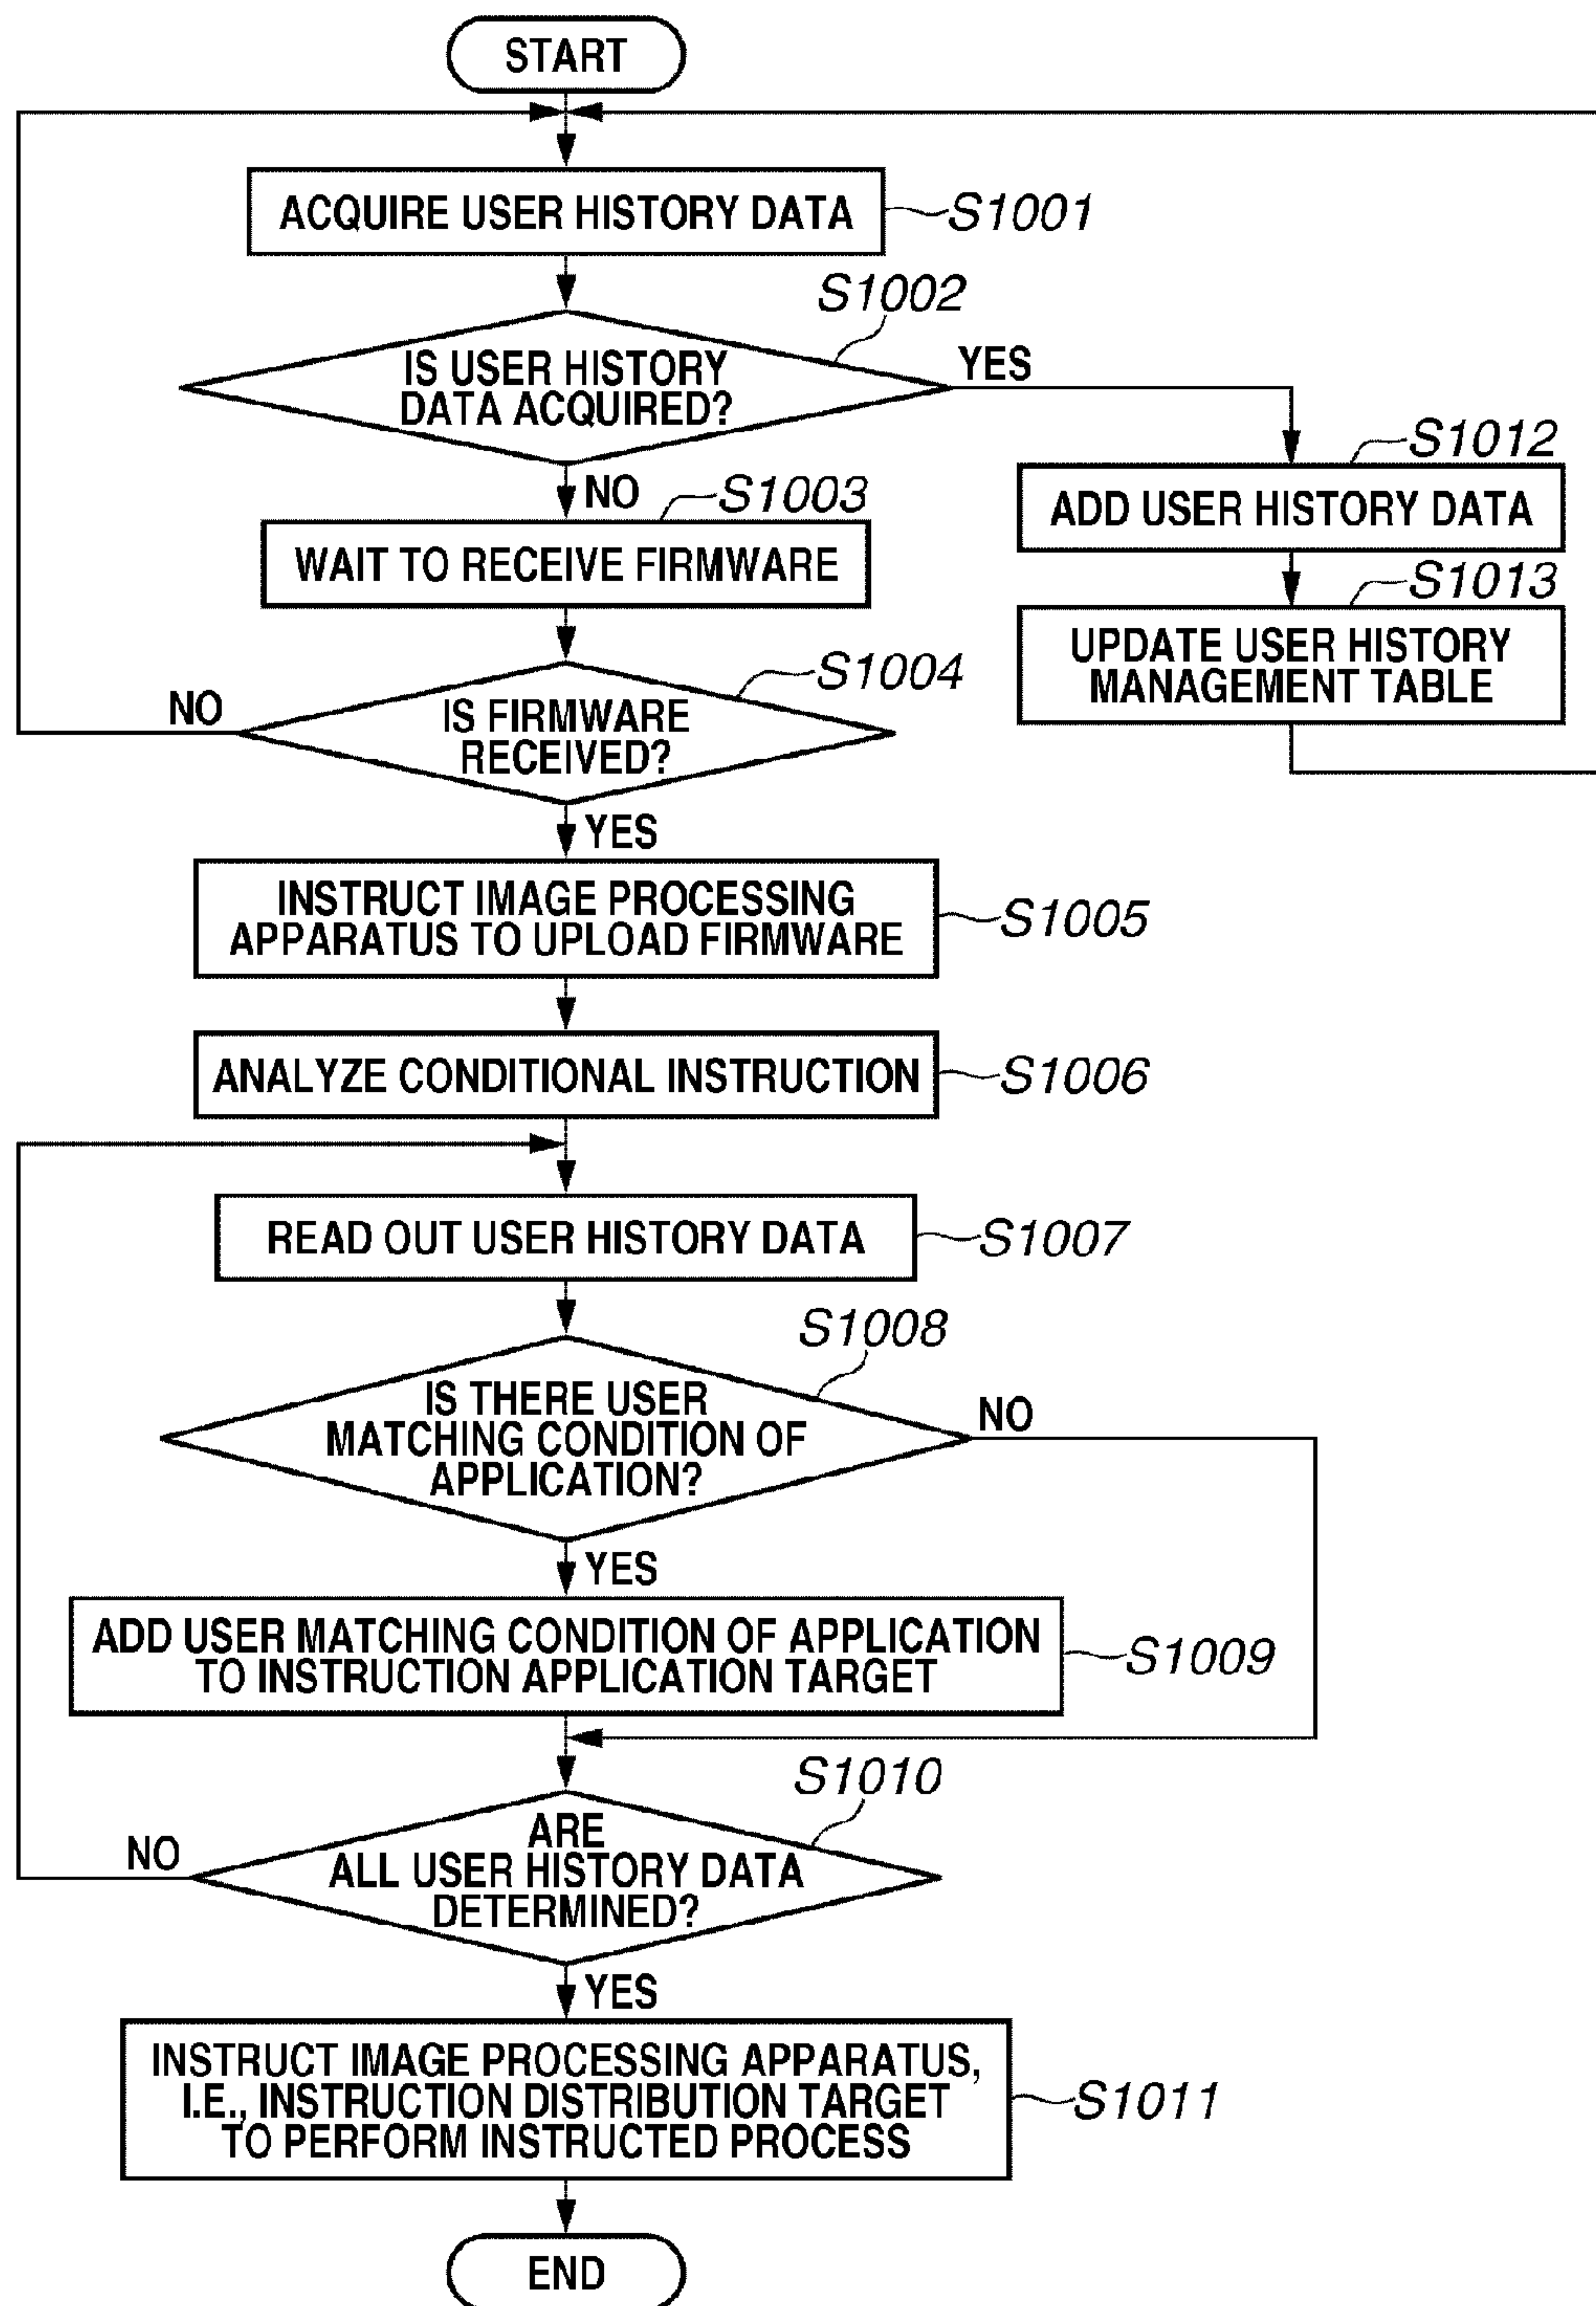 START
ACQUIRE USER HISTORY DATA
S1001
S1002
IS USER HISTORY
DATA ACQUIRED?
YES
NO
S1003
WAIT TO RECEIVE FIRMWARE
S1012
ADD USER HISTORY DATA
S1013
UPDATE USER HISTORY
MANAGEMENT TABLE
S1004
IS FIRMWARE
RECEIVED?
NO
YES
INSTRUCT IMAGE PROCESSING
APPARATUS TO UPLOAD FIRMWARE
S1005
ANALYZE CONDITIONAL INSTRUCTION
S1006
READ OUT USER HISTORY DATA
S1007
S1008
IS THERE USER
MATCHING CONDITION OF
APPLICATION?
NO
YES
ADD USER MATCHING CONDITION OF APPLICATION
TO INSTRUCTION APPLICATION TARGET
S1009
S1010
ARE
ALL USER HISTORY DATA
DETERMINED?
NO
YES
INSTRUCT IMAGE PROCESSING APPARATUS,
I.E., INSTRUCTION DISTRIBUTION TARGET
TO PERFORM INSTRUCTED PROCESS
S1011
END